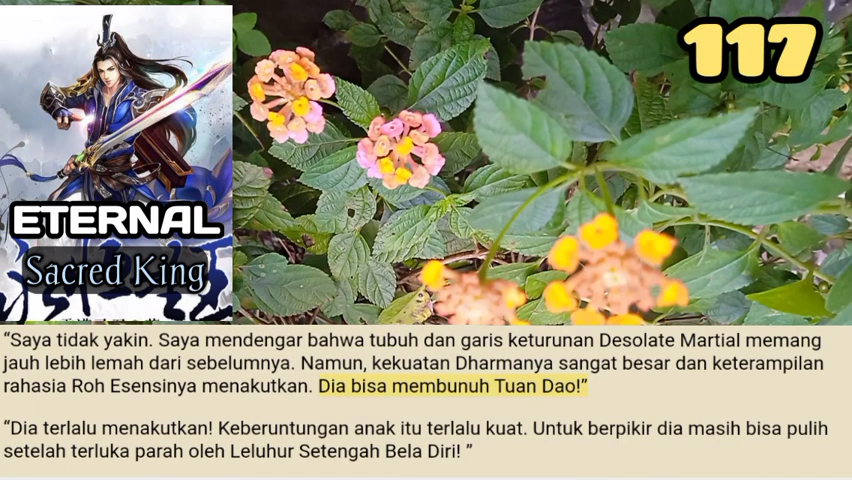 117
ETERNAL
Sacred King
“Saya tidak yakin. Saya mendengar bahwa tubuh dan garis keturunan Desolate Martial memang
jauh lebih lemah dari sebelumnya. Namun, kekuatan Dharmanya sangat besar dan keterampilan
rahasia Roh Esensinya menakutkan. Dia bisa membunuh Tuan Dao!”
“Dia terlalu menakutkan! Keberuntungan anak itu terlalu kuat. Untuk berpikir dia masih bisa pulih
setelah terluka parah oleh Leluhur Setengah Bela Diri! ”